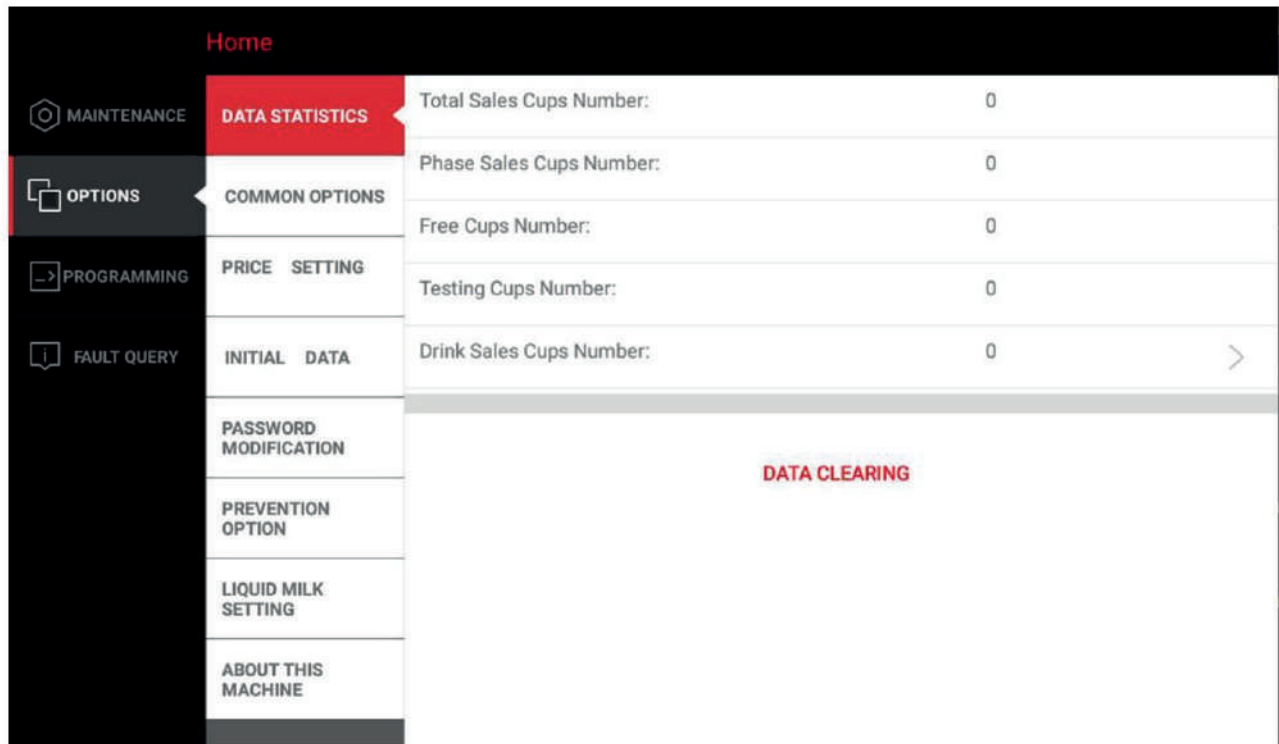 Home
MAINTENANCE
OPTIONS
PROGRAMMING
FAULT QUERY
DATA STATISTICS
COMMON OPTIONS
PRICE SETTING
INITIAL DATA
PASSWORD
MODIFICATION
PREVENTION
OPTION
LIQUID MILK
SETTING
ABOUT THIS
MACHINE
Total Sales Cups Number: 0
Phase Sales Cups Number: 0
Free Cups Number: 0
Testing Cups Number: 0
Drink Sales Cups Number: 0
DATA CLEARING